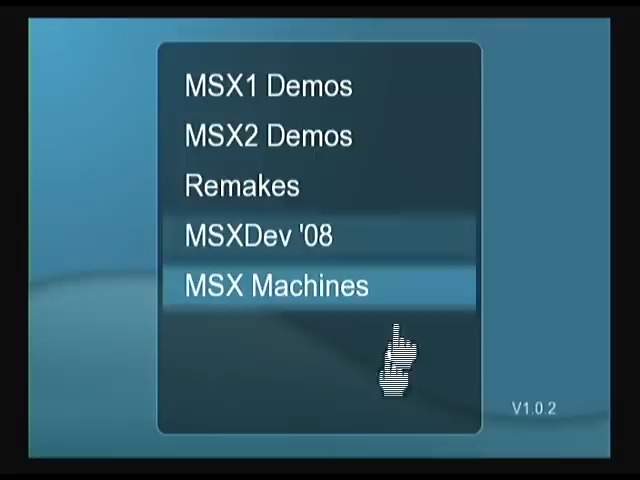 MSX1 Demos
MSX2 Demos
Remakes
MSXDev '08
MSX Machines
V1.0.2